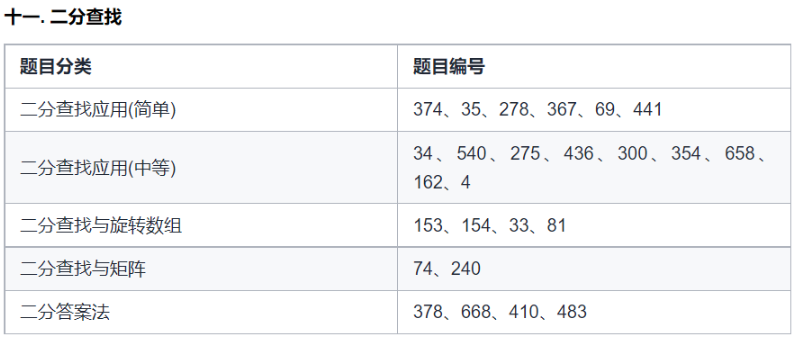 十一. 二分查找
题目分类 题目编号
二分查找应用(简单) 374、35、278、367、69、441
二分查找应用(中等) 34、540、275、436、300、354、658、
162、4
二分查找与旋转数组 153、154、33、81
二分查找与矩阵 74、240
二分答案法 378、668、410、483